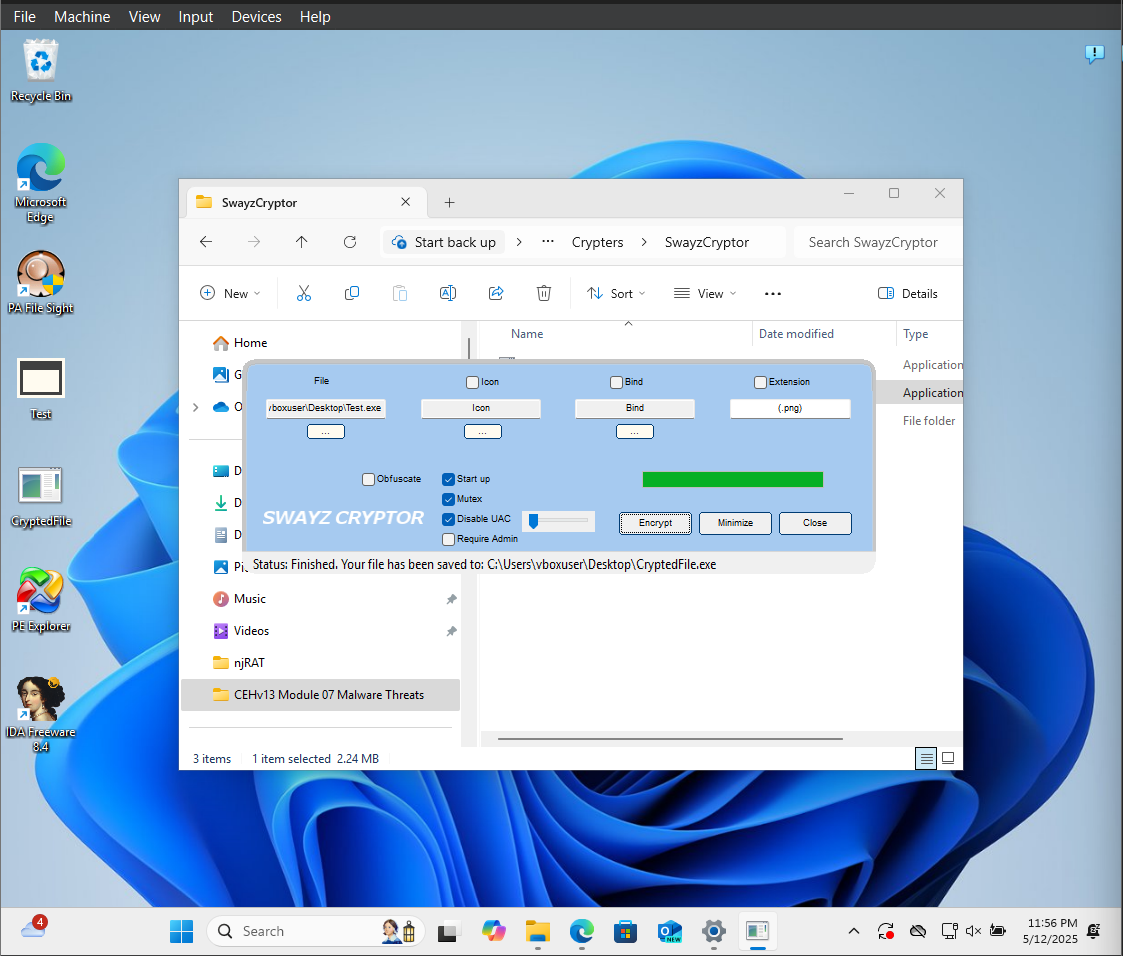 File Machine View Input Devices Help
Recycle Bin
Microsoft
Edge
PA File Sight
Test
CryptedFile
PE Explorer
IDA Freeware
8.4
SwayzCryptor
Start back up
Crypters
SwayzCryptor
Search SwayzCryptor
New
Sort
View
Details
Name
Date modified
Type
Home
G
O
D
D
D
Pi
Music
Videos
njRAT
CEHv13 Module 07 Malware Threats
Application
Application
File folder
File
Icon
Bind
Extension
/boxuser\Desktop\Test.exe
Icon
Bind
(.png)
...
...
...
Obfuscate
Start up
Mutex
Disable UAC
Require Admin
SWAYZ CRYPTOR
Encrypt
Minimize
Close
Status: Finished. Your file has been saved to: C:\Users\vboxuser\Desktop\CryptedFile.exe
3 items 1 item selected 2.24 MB
4
Search
NEW
11:56 PM
5/12/2025